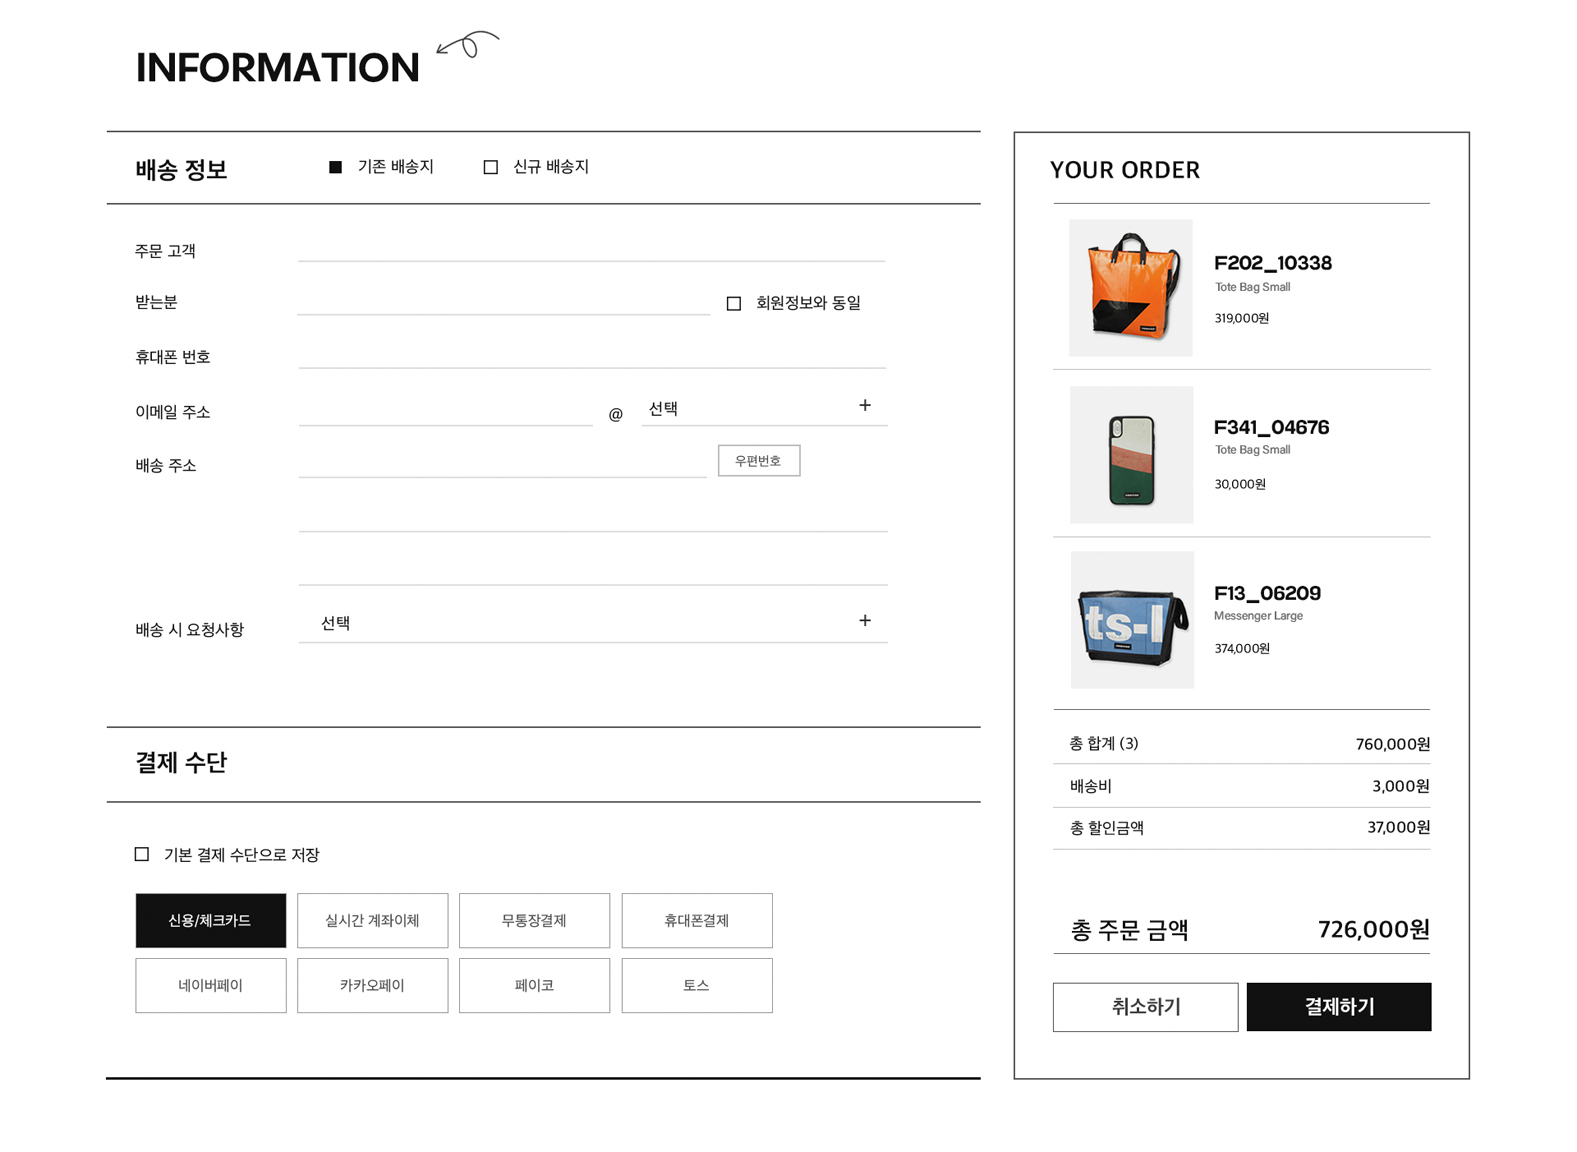 INFORMATION
배송 정보
기존 배송지
신규 배송지
주문 고객
받는분
회원정보와 동일
휴대폰 번호
이메일 주소
@
선택
+
배송 주소
우편번호
배송 시 요청사항
선택
+
결제 수단
기본 결제 수단으로 저장
신용/체크카드
실시간 계좌이체
무통장결제
휴대폰결제
네이버페이
카카오페이
페이코
토스
YOUR ORDER
F202_10338
Tote Bag Small
319,000원
F341_04676
Tote Bag Small
30,000원
ts-l
F13_06209
Messenger Large
374,000원
총 합계 (3)
760,000원
배송비
3,000원
총 할인금액
37,000원
총 주문 금액
726,000원
취소하기
결제하기